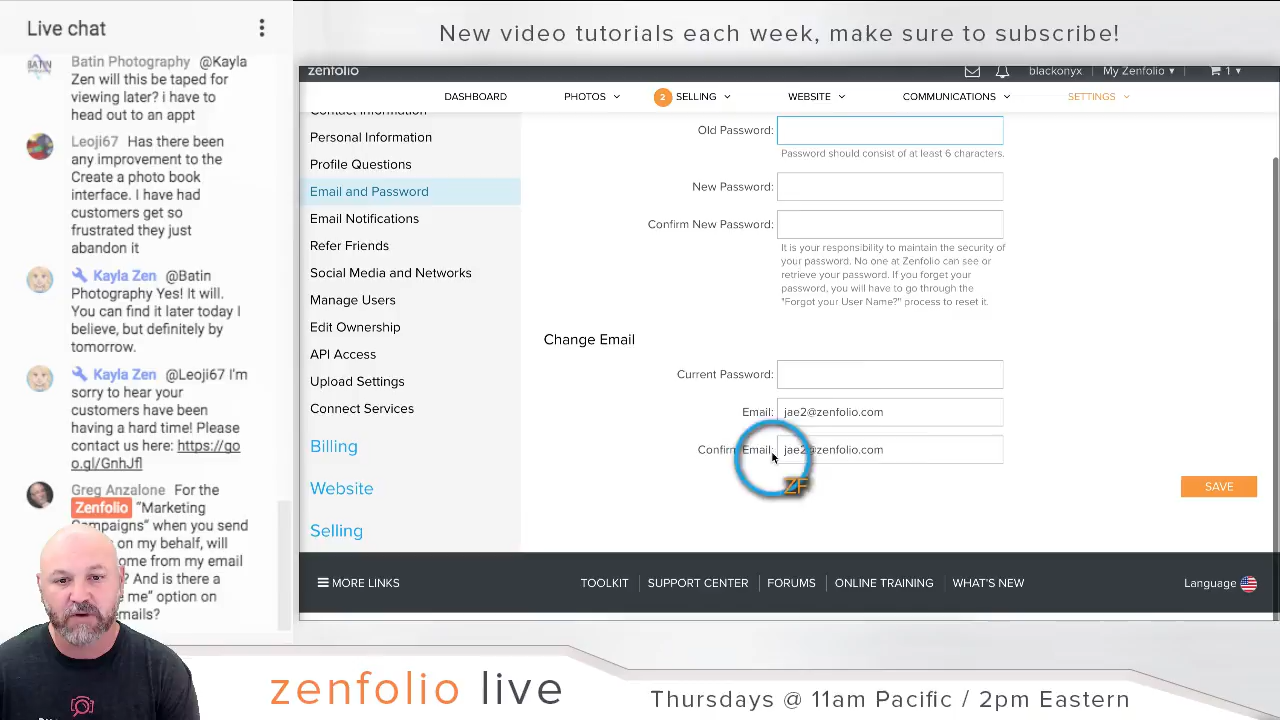 Live chat
Batin Photography @Kayla
Zen will this be taped for
viewing later? i have to
head out to an appt
Leoji67 Has there been
any improvement to the
Create a photo book
interface. I have had
customers get so
frustrated they just
abandon it
Kayla Zen @Batin
Photography Yes! It will.
You can find it later today I
believe, but definitely by
tomorrow.
Kayla Zen @Leoji67 I'm
sorry to hear your
customers have been
having a hard time! Please
contact us here: https://go
o.gl/GnhJfl
Greg Anzalone For the
Zenfolio "Marketing
Campaigns" when you send
on my behalf, will
ome from my email
? And is there a
me" option on
emails?
New video tutorials each week, make sure to subscribe!
zenfolio
blackonyx My Zenfolio 1
DASHBOARD PHOTOS 2 SELLING WEBSITE COMMUNICATIONS SETTINGS
Contact Information
Personal Information
Profile Questions
Email and Password
Email Notifications
Refer Friends
Social Media and Networks
Manage Users
Edit Ownership
API Access
Upload Settings
Connect Services
Billing
Website
Selling
Old Password:
Password should consist of at least 6 characters.
New Password:
Confirm New Password:
It is your responsibility to maintain the security of
your password. No one at Zenfolio can see or
retrieve your password. If you forget your
password, you will have to go through the
"Forgot your User Name?" process to reset it.
Change Email
Current Password:
Email: jae2@zenfolio.com
Confirm Email: jae2@zenfolio.com
ZF
SAVE
MORE LINKS TOOLKIT SUPPORT CENTER FORUMS ONLINE TRAINING WHAT'S NEW Language
zenfolio live
Thursdays @ 11am Pacific / 2pm Eastern